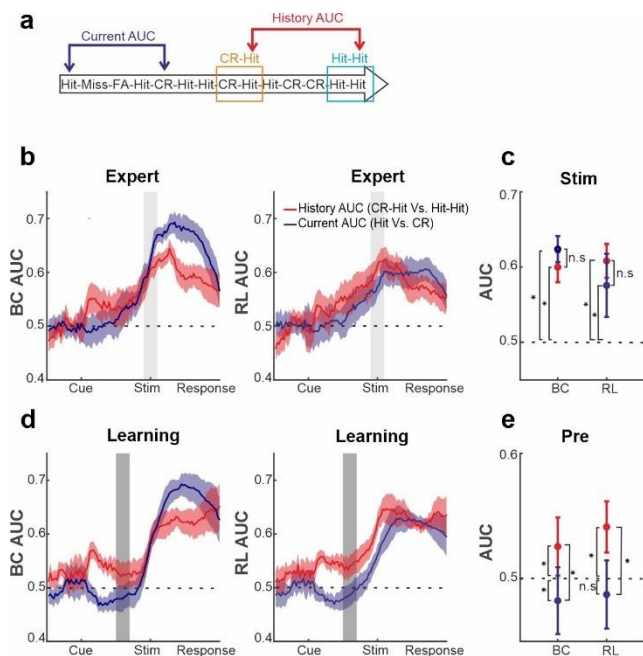 a
History AUC
Current AUC
CR-Hit
Hit-Hit
Hit-Miss-FA-Hit-CR-Hit-Hit-CR-Hit-Hit-CR-CR-Hit-Hit
b
Expert
Expert
c
Stim
History AUC (CR-Hit Vs. Hit-Hit)
Current AUC (Hit Vs. CR)
BC AUC
0.7
0.6
0.5
0.4
Cue
Stim
Response
RL AUC
0.7
0.6
0.5
0.4
Cue
Stim
Response
AUC
0.6
0.5
*
*
n.s
*
*
n.s
BC
RL
d
Learning
Learning
e
Pre
BC AUC
0.7
0.6
0.5
0.4
Cue
Stim
Response
RL AUC
0.7
0.6
0.5
0.4
Cue
Stim
Response
AUC
0.6
0.5
*
*
*
*
n.s
*
BC
RL